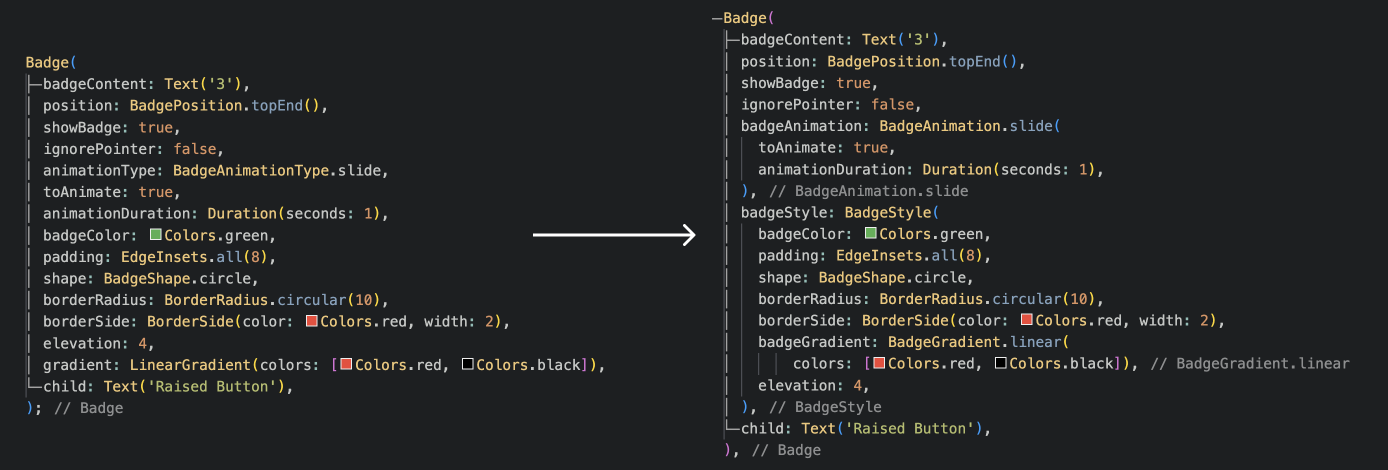 Badge(
badgeContent: Text('3'),
position: BadgePosition.topEnd(),
showBadge: true,
ignorePointer: false,
animationType: BadgeAnimationType.slide,
toAnimate: true,
animationDuration: Duration(seconds: 1),
badgeColor: Colors.green,
padding: EdgeInsets.all(8),
shape: BadgeShape.circle,
borderRadius: BorderRadius.circular(10),
borderSide: BorderSide(color: Colors.red, width: 2),
elevation: 4,
gradient: LinearGradient(colors: [Colors.red, Colors.black]),
child: Text('Raised Button'),
); // Badge
Badge(
badgeContent: Text('3'),
position: BadgePosition.topEnd(),
showBadge: true,
ignorePointer: false,
badgeAnimation: BadgeAnimation.slide(
toAnimate: true,
animationDuration: Duration(seconds: 1),
), // BadgeAnimation.slide
badgeStyle: BadgeStyle(
badgeColor: Colors.green,
padding: EdgeInsets.all(8),
shape: BadgeShape.circle,
borderRadius: BorderRadius.circular(10),
borderSide: BorderSide(color: Colors.red, width: 2),
badgeGradient: BadgeGradient.linear(
colors: [Colors.red, Colors.black]), // BadgeGradient.linear
elevation: 4,
), // BadgeStyle
child: Text('Raised Button'),
), // Badge